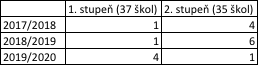 1. stupeň (37 škol) 2. stupeň (35 škol)
2017/2018 1 4
2018/2019 1 6
2019/2020 4 1